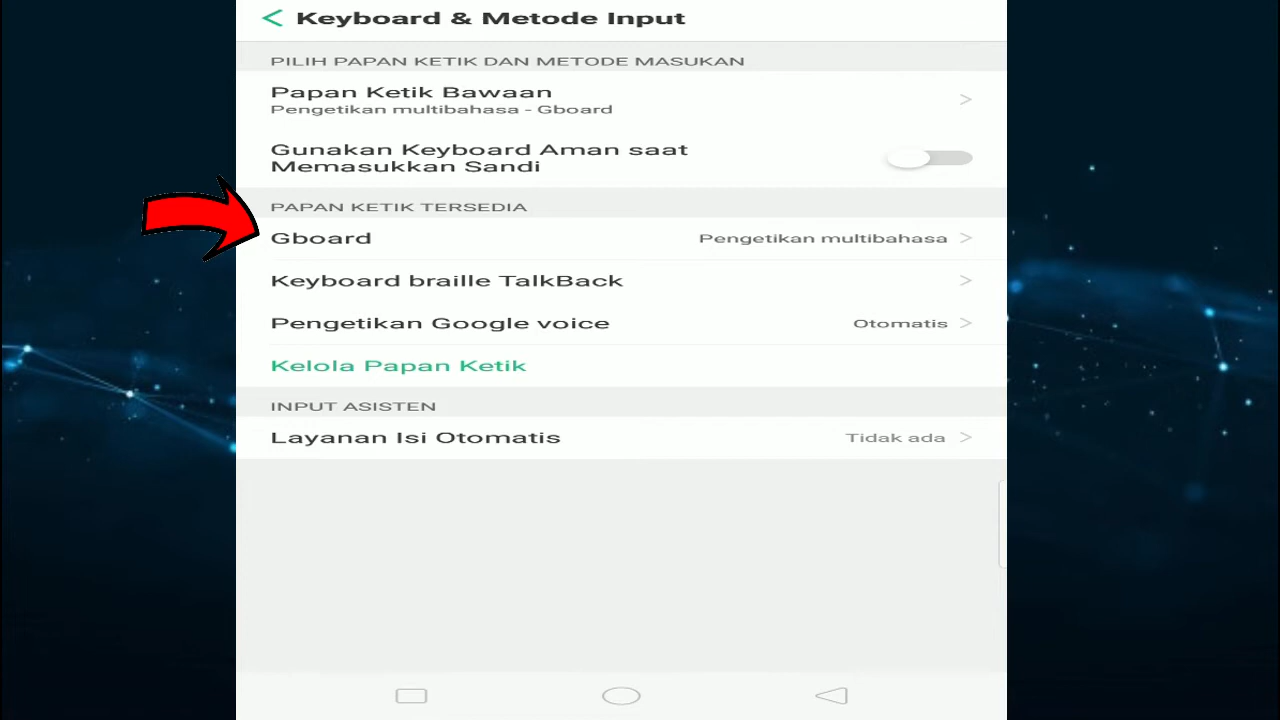 Keyboard & Metode Input
PILIH PAPAN KETIK DAN METODE MASUKAN
Papan Ketik Bawaan
Pengetikan multibahasa - Gboard
Gunakan Keyboard Aman saat
Memasukkan Sandi
PAPAN KETIK TERSEDIA
Gboard Pengetikan multibahasa
Keyboard braille TalkBack
Pengetikan Google voice Otomatis
Kelola Papan Ketik
INPUT ASISTEN
Layanan Isi Otomatis Tidak ada